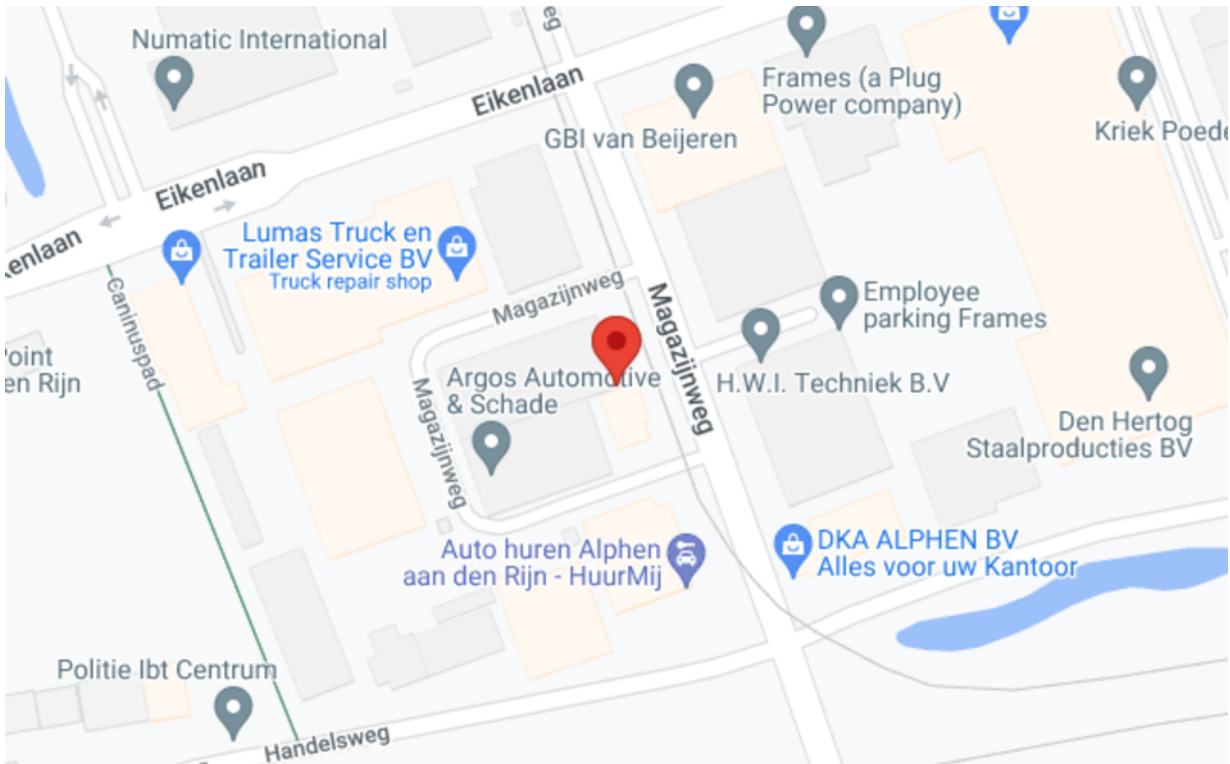 eg
Numatic International
Eikenlaan
Frames (a Plug
Power company)
GBI van Beijeren
Kriek Poede
Eikenlaan
kenlaan
Lumas Truck en
Trailer Service BV
Truck repair shop
Caninuspad
Magazijnweg
Magazijnweg
Employee
parking Frames
oint
en Rijn
Magazijnweg
Argos Automotive
& Schade
H.W.I. Techniek B.V
Den Hertog
Staalproducties BV
Auto huren Alphen
aan den Rijn - HuurMij
DKA ALPHEN BV
Alles voor uw Kantoor
Politie Ibt Centrum
Handelsweg